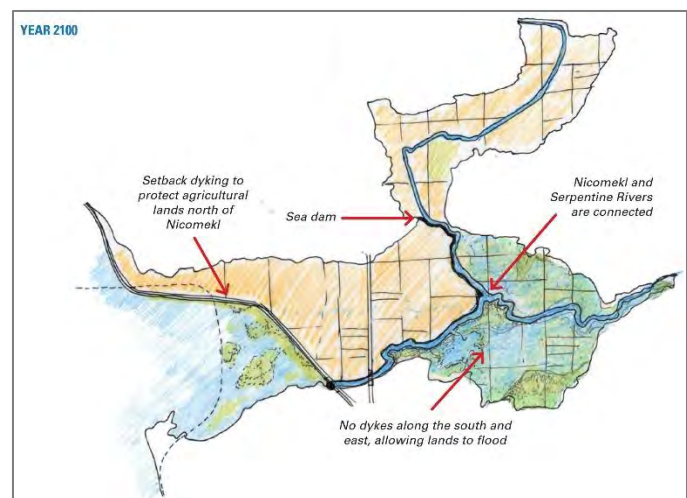 YEAR 2100
Setback dyking to
protect agricultural
lands north of
Nicomekl
Sea dam
Nicomekl and
Serpentine Rivers
are connected
No dykes along the south and
east, allowing lands to flood